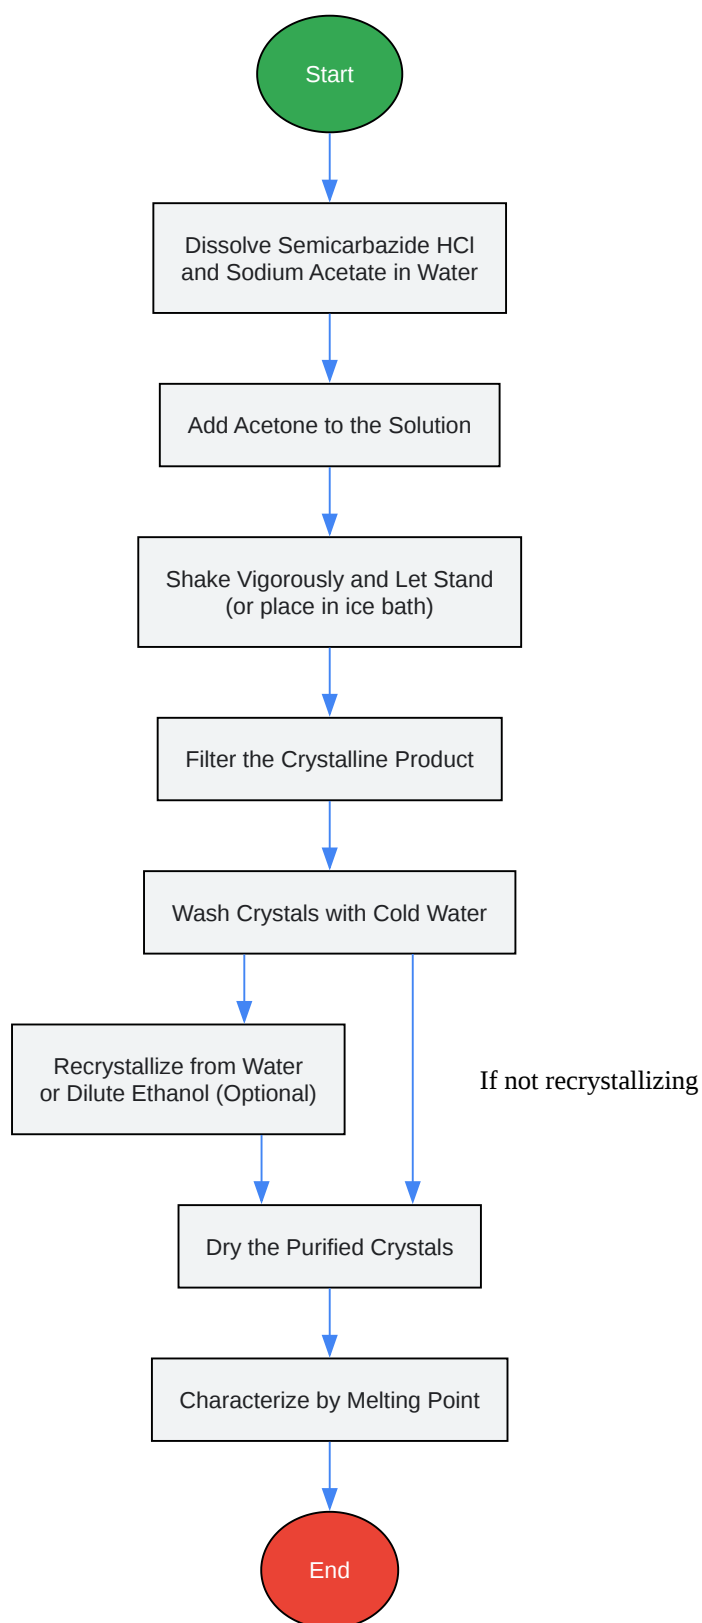 Start
Dissolve Semicarbazide HCl
and Sodium Acetate in Water
Add Acetone to the Solution
Shake Vigorously and Let Stand
(or place in ice bath)
Filter the Crystalline Product
Wash Crystals with Cold Water
Recrystallize from Water
or Dilute Ethanol (Optional)
If not recrystallizing
Dry the Purified Crystals
Characterize by Melting Point
End